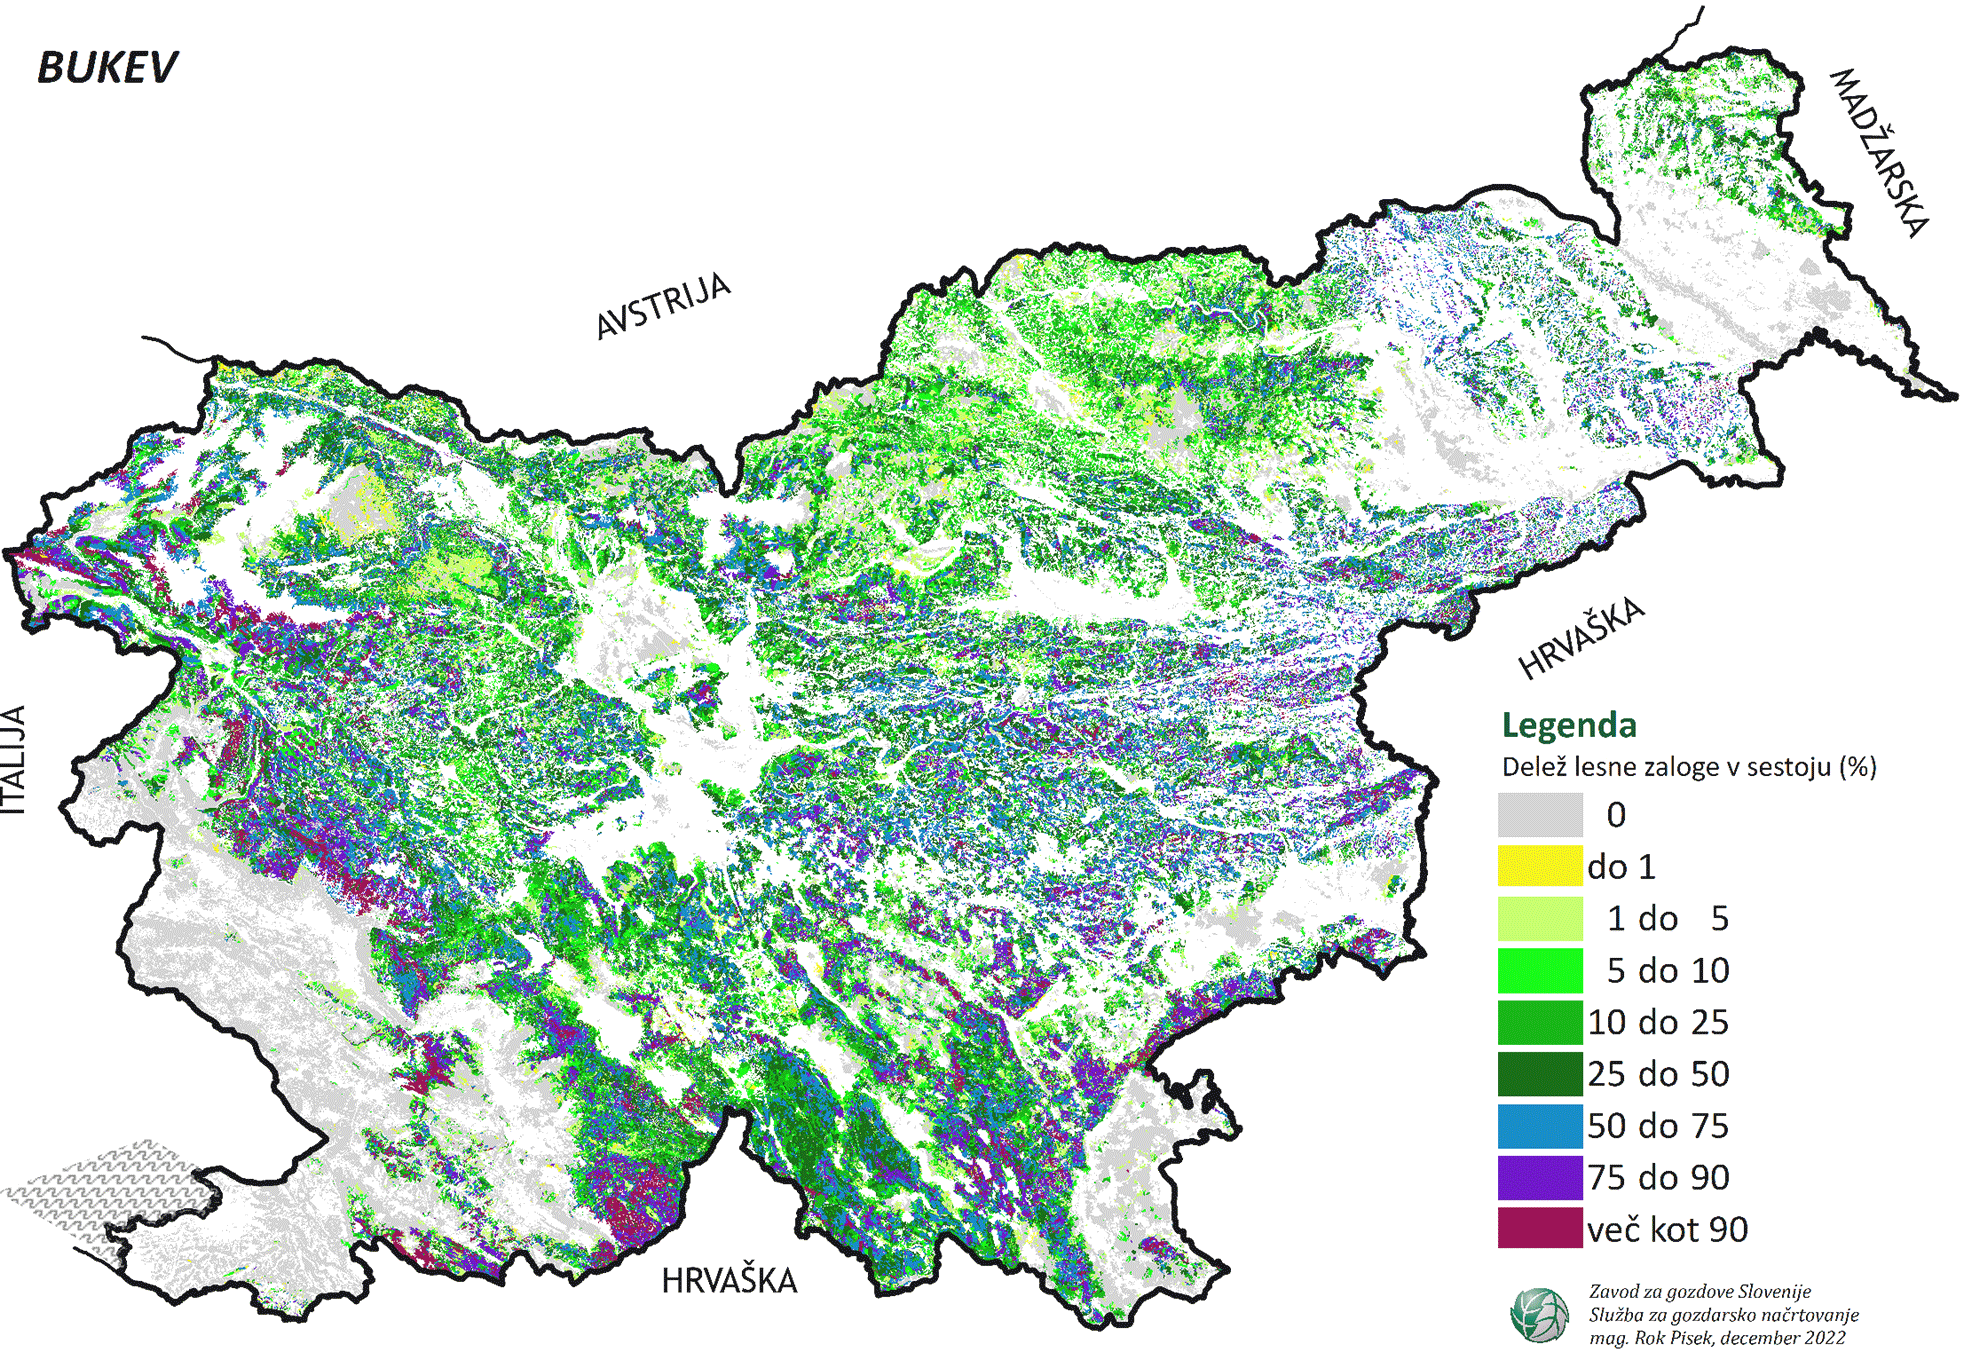 BUKEV
MADŽARSKA
AVSTRIJA
HRVAŠKA
ITALIJA
Legenda
Delež lesne zaloge v sestoju (%)
0
do 1
1 do 5
5 do 10
10 do 25
25 do 50
50 do 75
75 do 90
več kot 90
HRVAŠKA
Zavod za gozdove Slovenije
Služba za gozdarsko načrtovanje
mag. Rok Pisek, december 2022